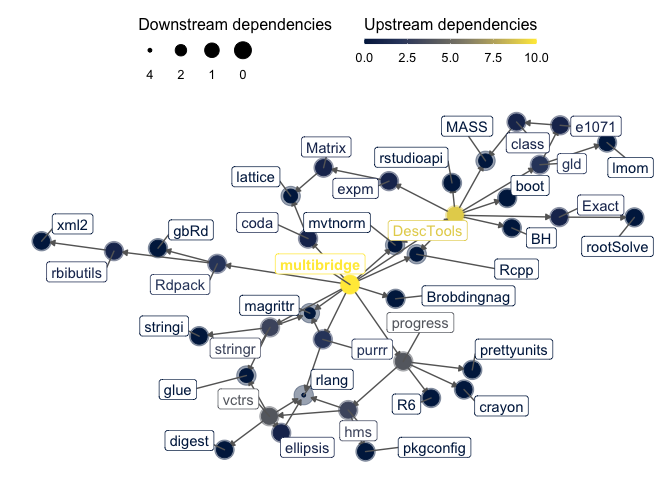 Downstream dependencies
4 2 1 0
Upstream dependencies
0.0 2.5 5.0 7.5 10.0
MASS
class
e1071
Matrix
rstudioapi
gld
lmom
lattice
expm
boot
Exact
coda
mvtnorm
DescTools
BH
rootSolve
xml2
gbRd
rbibutils
Rdpack
multibridge
Rcpp
magrittr
Brobdingnag
stringi
stringr
progress
purrr
prettyunits
glue
vctrs
rlang
R6
crayon
digest
ellipsis
hms
pkgconfig